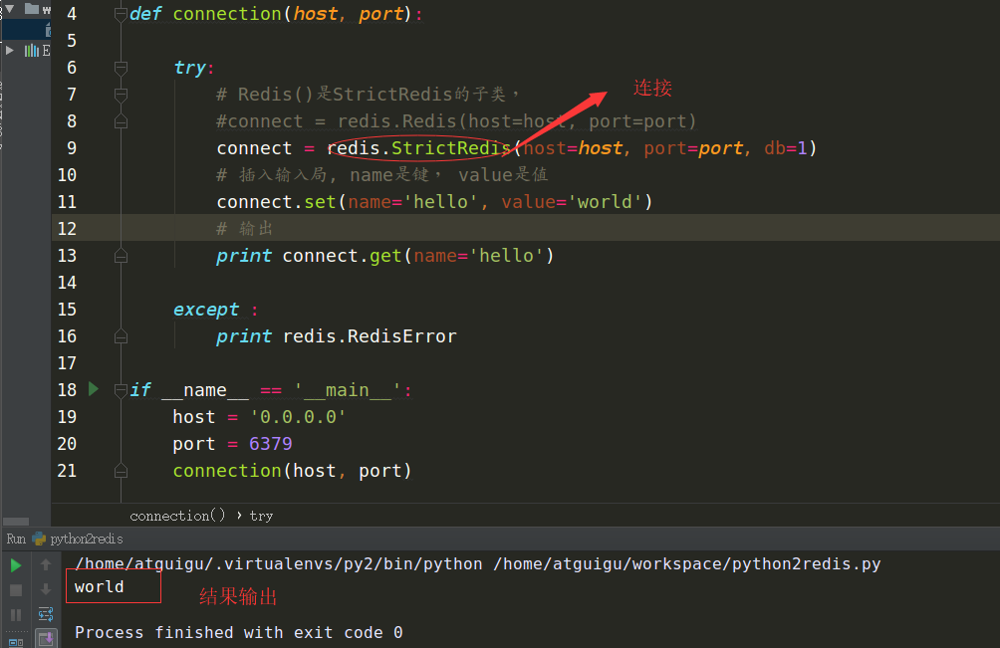 4 def connection(host, port):
5
6 try:
7 # Redis()是StrictRedis的子类，
8 #connect = redis.Redis(host=host, port=port)
连接
9 connect = redis.StrictRedis(host=host, port=port, db=1)
10 # 插入输入局, name是键， value是值
11 connect.set(name='hello', value='world')
12 # 输出
13 print connect.get(name='hello')
14
15 except :
16 print redis.RedisError
17
18 if __name__ == '__main__':
19 host = '0.0.0.0'
20 port = 6379
21 connection(host, port)
connection() › try
Run python2redis
/home/atguigu/.virtualenvs/py2/bin/python /home/atguigu/workspace/python2redis.py
world
结果输出
Process finished with exit code 0